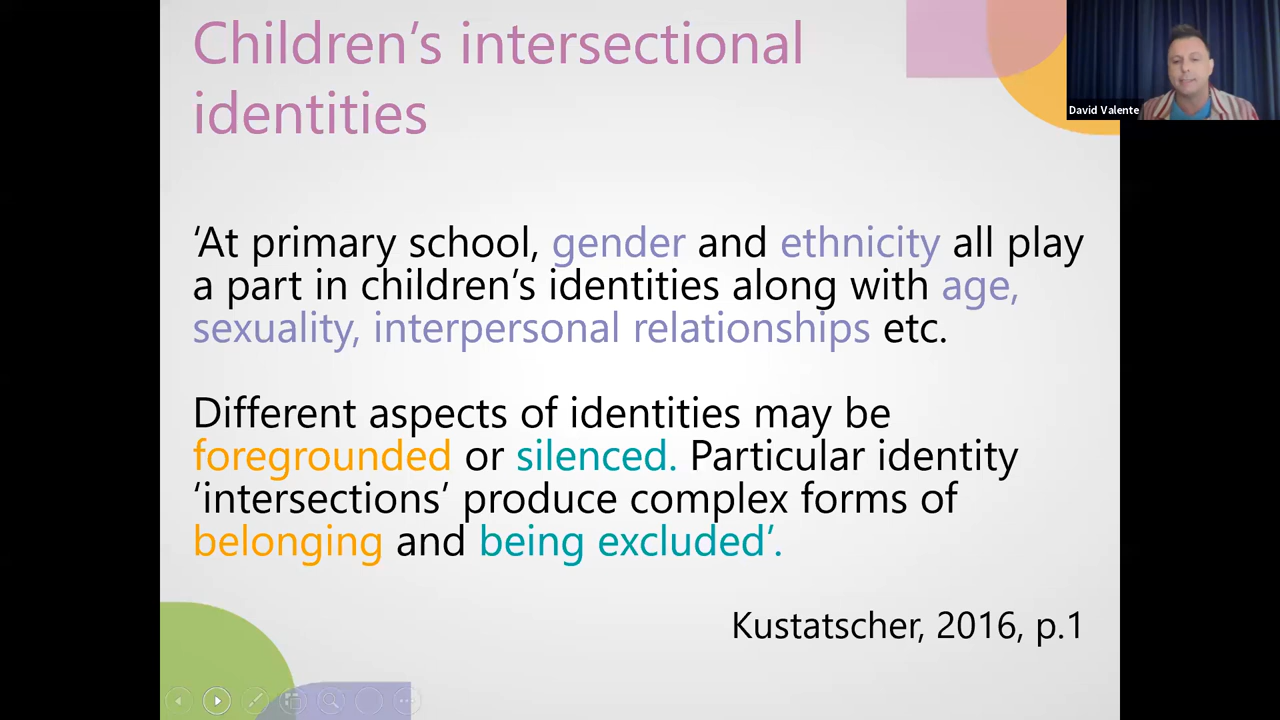 Children’s intersectional
identities
David Valente
‘At primary school, gender and ethnicity all play
a part in children’s identities along with age,
sexuality, interpersonal relationships etc.
Different aspects of identities may be
foregrounded or silenced. Particular identity
‘intersections’ produce complex forms of
belonging and being excluded’.
Kustatscher, 2016, p.1